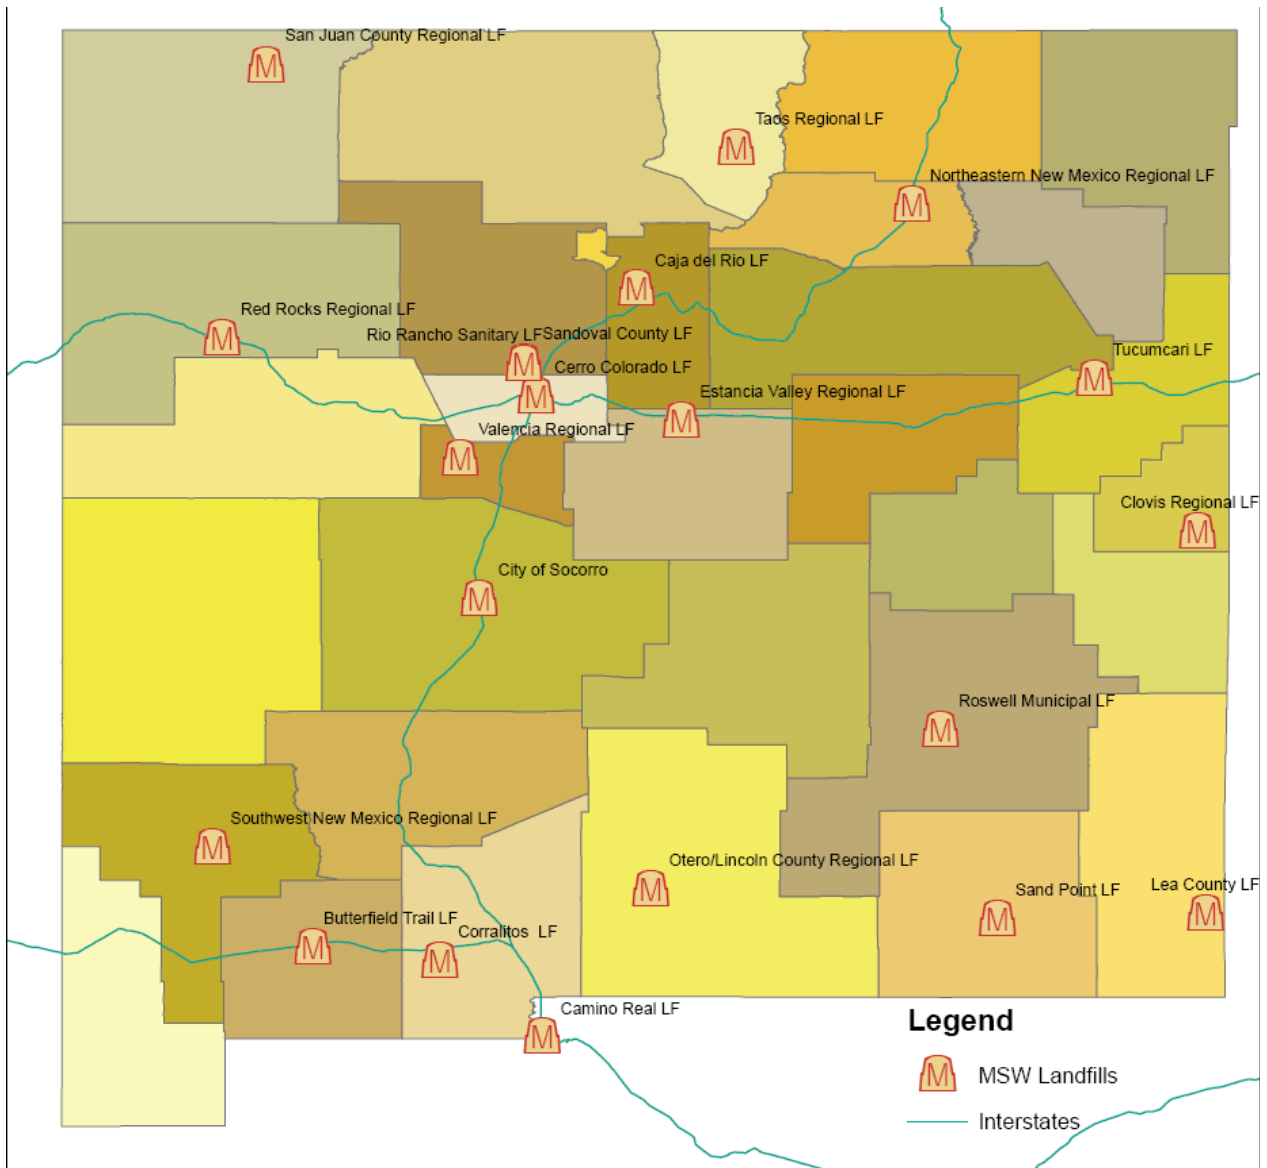 San Juan County Regional LF
Taos Regional LF
Northeastern New Mexico Regional LF
Caja del Rio LF
Red Rocks Regional LF
Rio Rancho Sanitary LF
Sandoval County LF
Tucumcari LF
Cerro Colorado LF
Estancia Valley Regional LF
Valencia Regional LF
Clovis Regional LF
City of Socorro
Roswell Municipal LF
Southwest New Mexico Regional LF
Otero/Lincoln County Regional LF
Sand Point LF
Lea County LF
Butterfield Trail LF
Corralitos LF
Camino Real LF
Legend
M MSW Landfills
Interstates